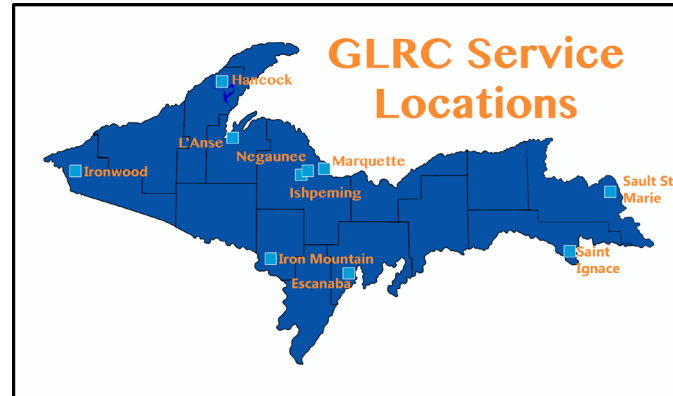 GLRC Service
Locations
Hancock
L'Anse
Negaunee
Marquette
Ironwood
Ishpeming
Sault St
Marie
Iron Mountain
Saint
Ignace
Escanaba